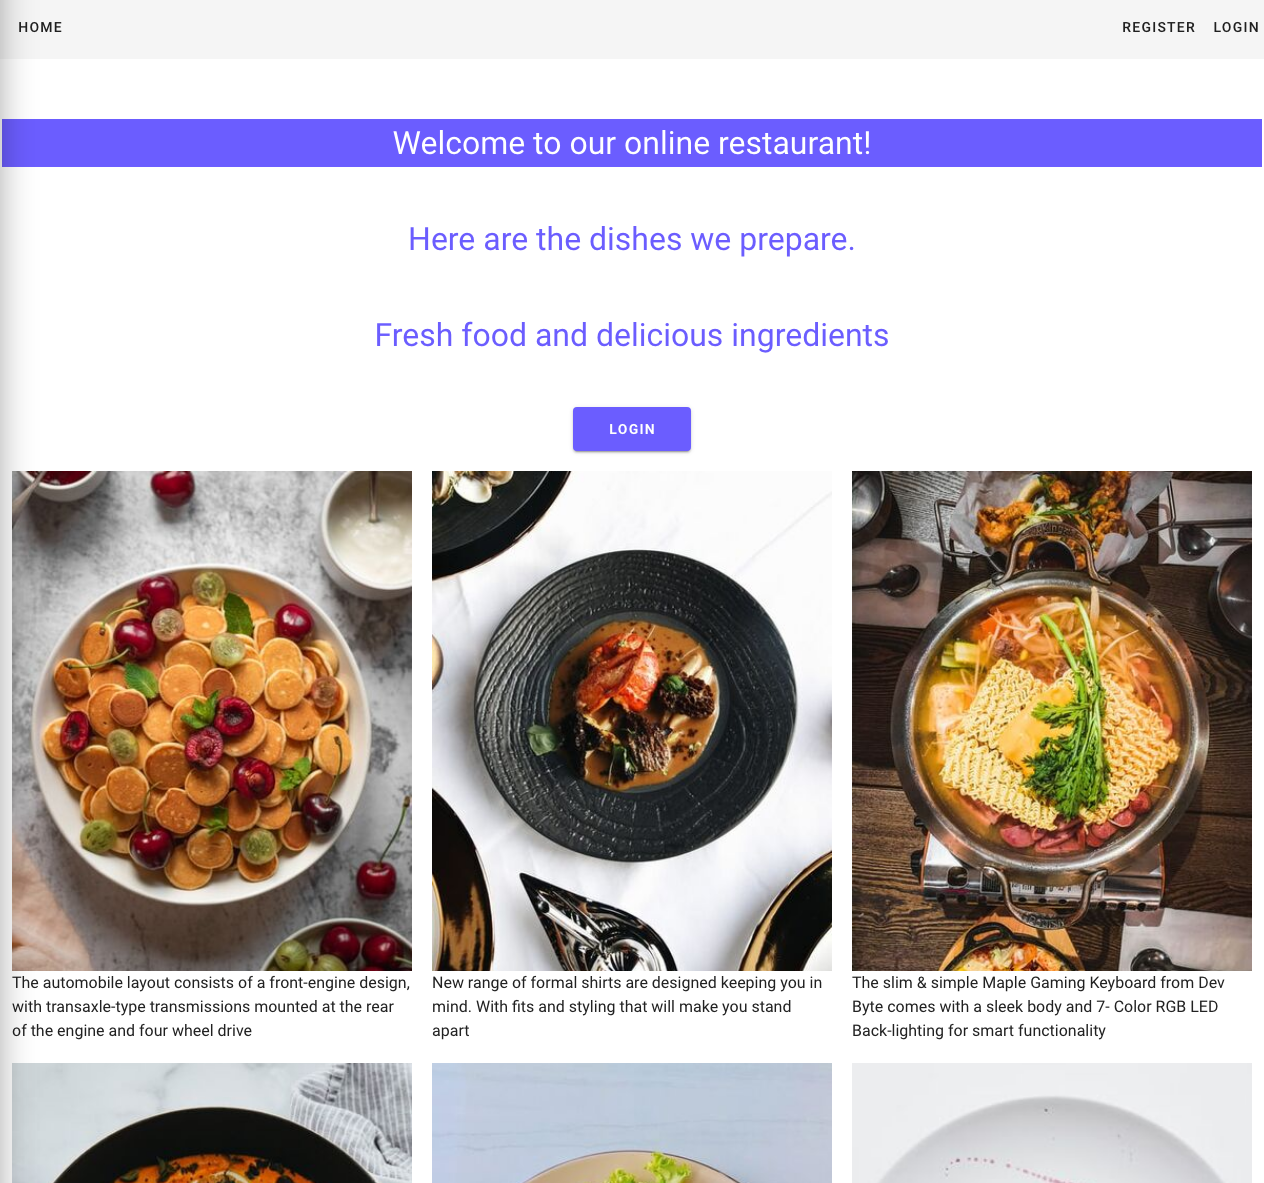 HOME
REGISTER
LOGIN
Welcome to our online restaurant!
Here are the dishes we prepare.
Fresh food and delicious ingredients
LOGIN
The automobile layout consists of a front-engine design,
with transaxle-type transmissions mounted at the rear
of the engine and four wheel drive
New range of formal shirts are designed keeping you in
mind. With fits and styling that will make you stand
apart
The slim & simple Maple Gaming Keyboard from Dev
Byte comes with a sleek body and 7- Color RGB LED
Back-lighting for smart functionality